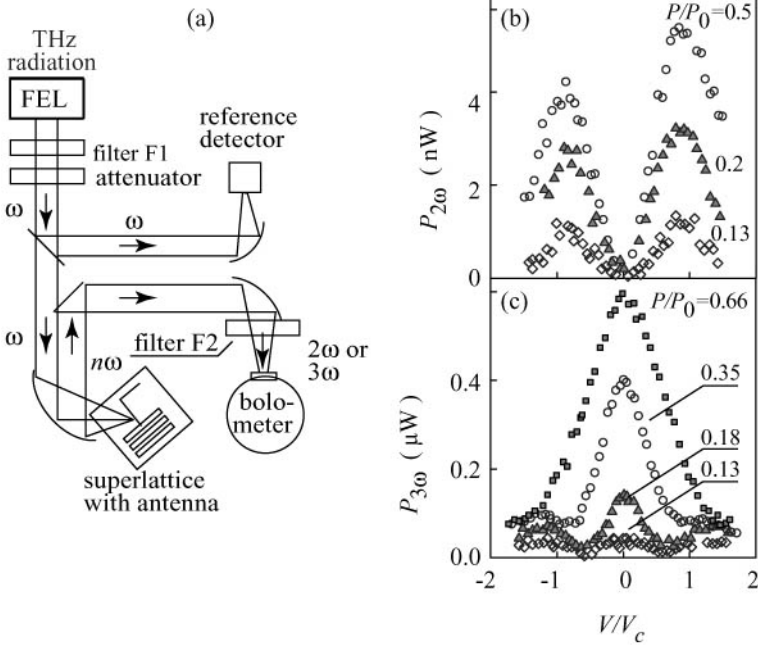 (a)
THz
radiation
FEL
filter F1
attenuator
reference
detector
ω
ω
ω
nω
filter F2
2ω or
3ω
bolo-
meter
superlattice
with antenna
(b)
P/P0=0.5
0.2
0.13
P2ω ( nW )
4
2
0
(c)
P/P0=0.66
0.35
0.18
0.13
P3ω ( μW )
0.4
0.2
0.0
-2 -1 0 1 2
V/Vc